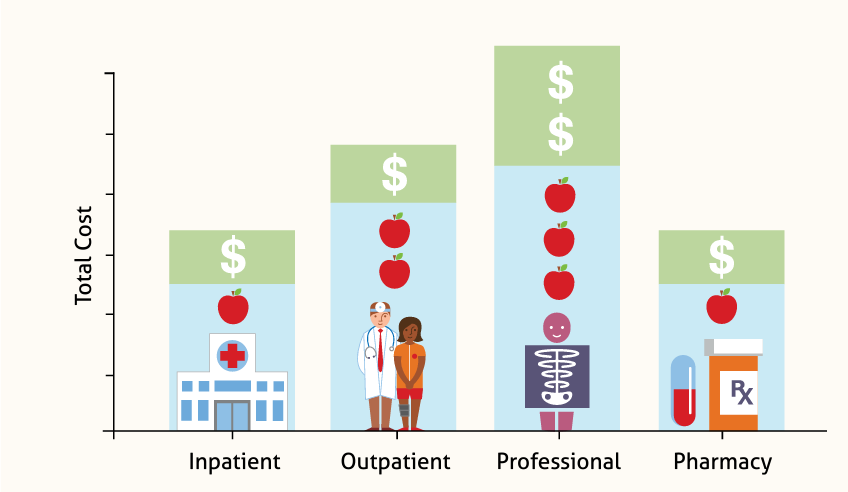 $
$
$
$
$
Total Cost
Rx
Inpatient
Outpatient
Professional
Pharmacy